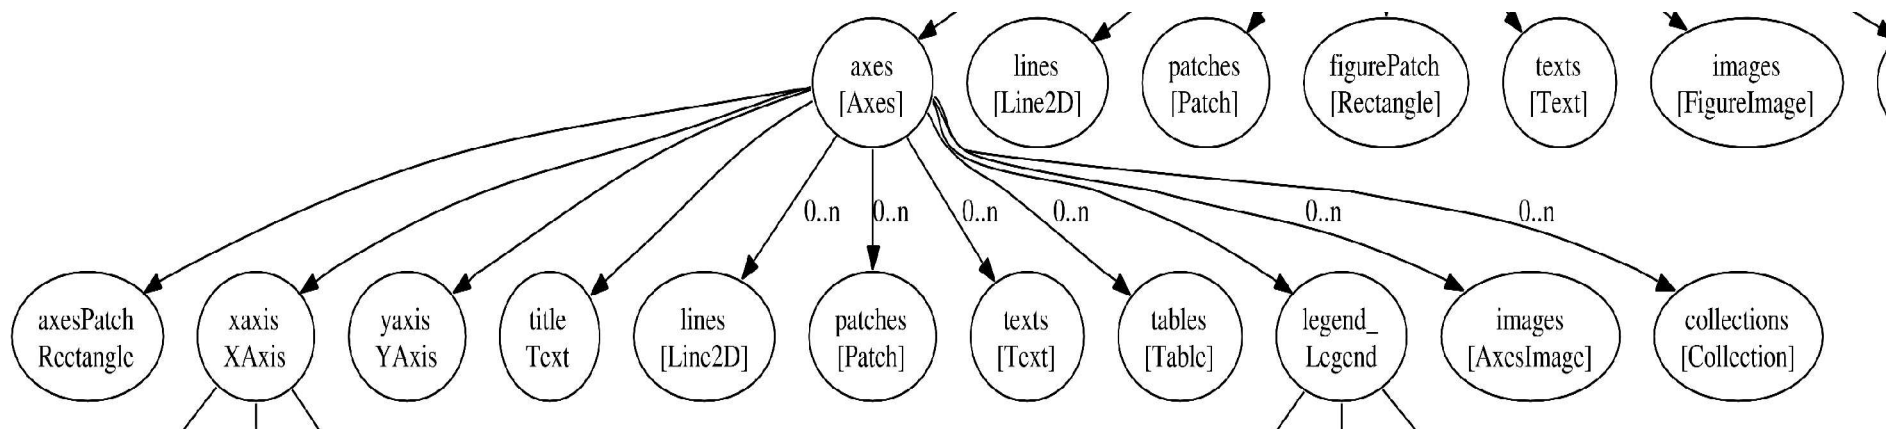 axes
[Axes]
lines
[Line2D]
patches
[Patch]
figurePatch
[Rectangle]
texts
[Text]
images
[FigureImage]
0..n
0..n
0..n
0..n
0..n
0..n
axesPatch
Rectangle
xaxis
XAxis
yaxis
YAxis
title
Text
lines
[Line2D]
patches
[Patch]
texts
[Text]
tables
[Table]
legend_
Legend
images
[AxesImage]
collections
[Collection]